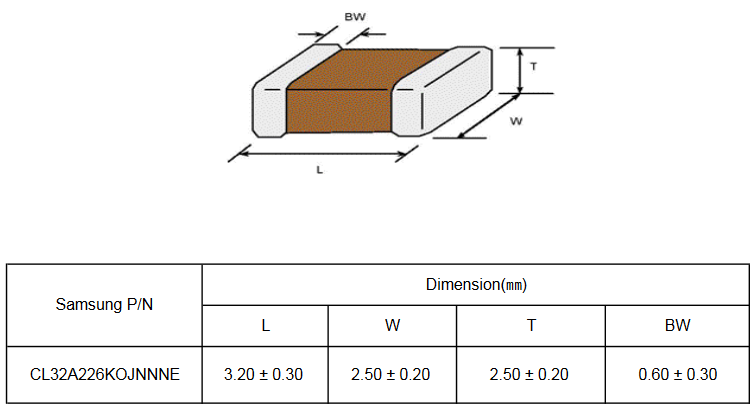 BW
T
W
L
Samsung P/N
Dimension(㎜)
L W T BW
CL32A226KOJNNNE 3.20 ± 0.30 2.50 ± 0.20 2.50 ± 0.20 0.60 ± 0.30